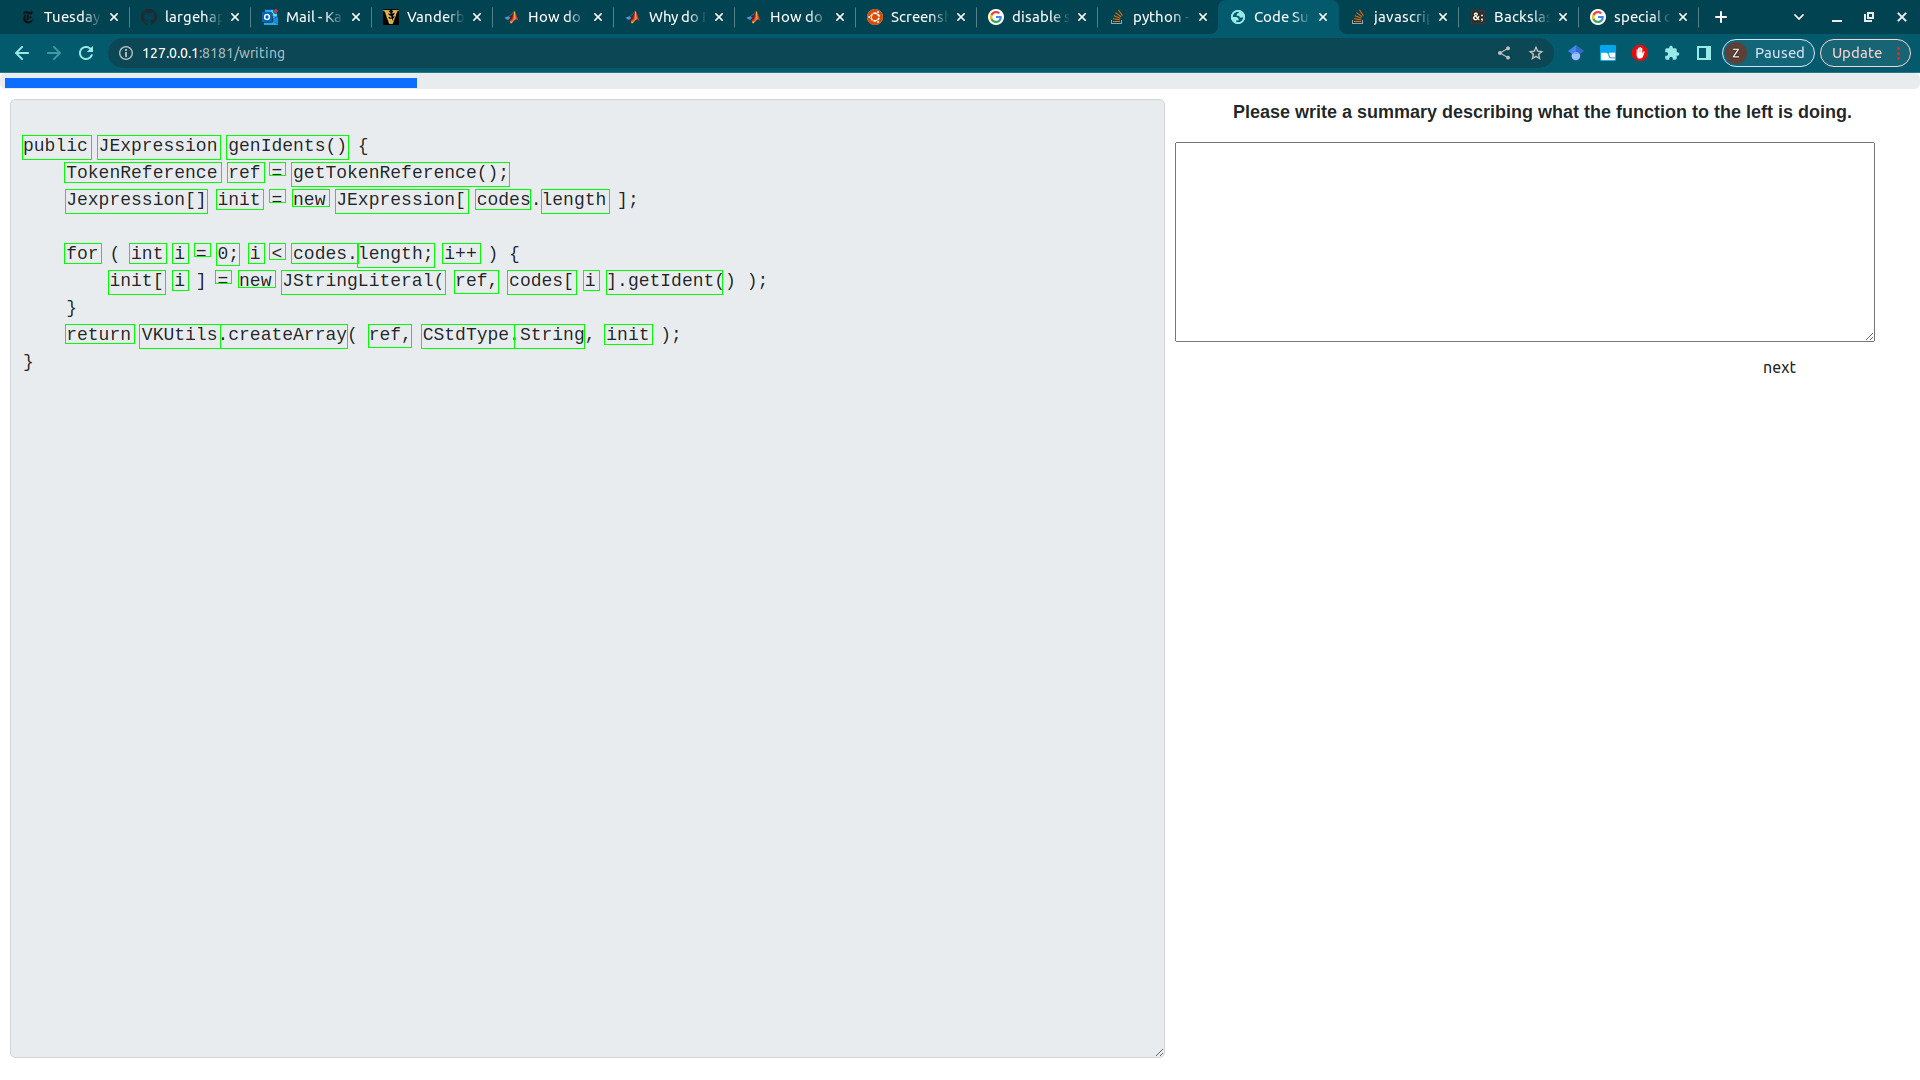 Tuesday largehap Mail - Ka Vanderb How do Why do How do Screensh disable s python - Code Su javascrip Backslas special c
127.0.0.1:8181/writing Z Paused Update
Please write a summary describing what the function to the left is doing.
public JExpression genIdents() {
TokenReference ref = getTokenReference();
Jexpression[] init = new JExpression[ codes.length ];
for ( int i = 0; i < codes.length; i++ ) {
init[ i ] = new JStringLiteral( ref, codes[ i ].getIdent() );
}
return VKUtils.createArray( ref, CStdType.String, init );
}
next